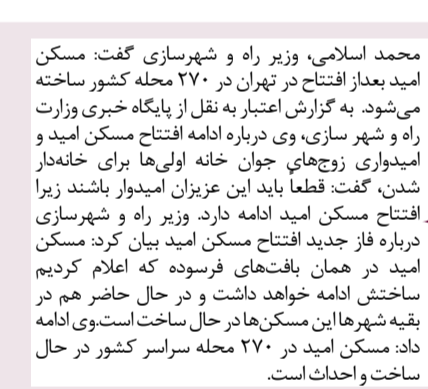 محمد اسلامی، وزیر راه و شهرسازی گفت: مسکن
امید بعداز افتتاح در تهران در ۲۷۰ محله کشور ساخته
می‌شود. به گزارش اعتبار به نقل از پایگاه خبری وزارت
راه و شهر سازی، وی درباره ادامه افتتاح مسکن امید و
امیدواری زوج‌های جوان خانه اولی‌ها برای خانه‌دار
شدن، گفت: قطعاً باید این عزیزان امیدوار باشند زیرا
افتتاح مسکن امید ادامه دارد. وزیر راه و شهرسازی
درباره فاز جدید افتتاح مسکن امید بیان کرد: مسکن
امید در همان بافت‌های فرسوده که اعلام کردیم
ساختش ادامه خواهد داشت و در حال حاضر هم در
بقیه شهرها این مسکن‌ها در حال ساخت است.وی ادامه
داد: مسکن امید در ۲۷۰ محله سراسر کشور در حال
ساخت و احداث است.